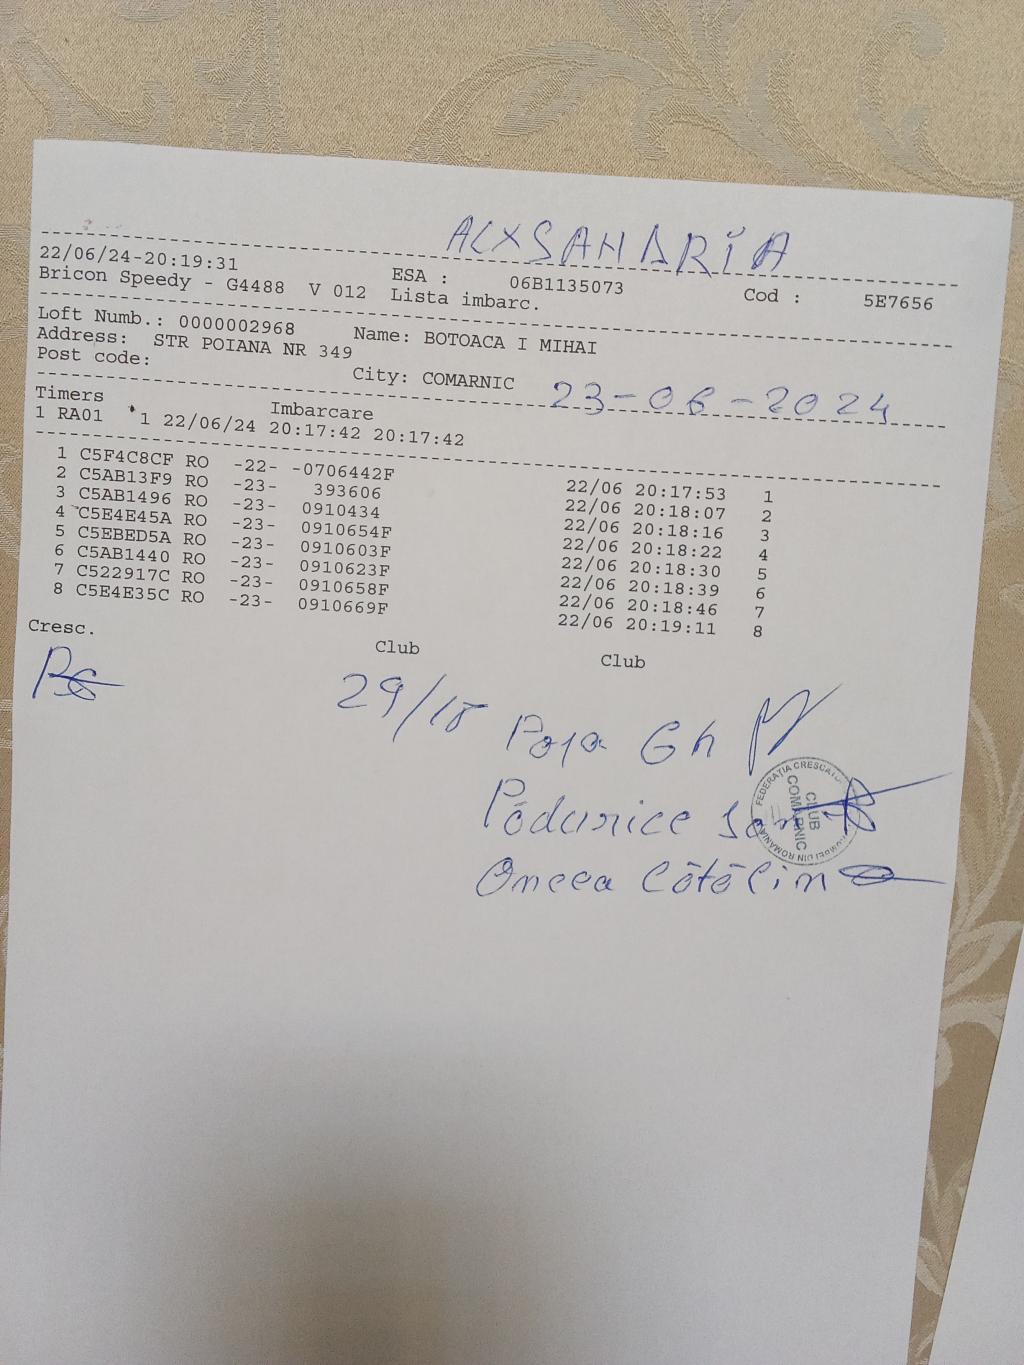 ALXSANDRIA
22/06/24-20:19:31 ESA : 06B1135073 Cod : 5E7656
Bricon Speedy - G4488 V 012 Lista imbarc.
Loft Numb.: 0000002968 Name: BOTOACA I MIHAI
Address: STR POIANA NR 349
Post code: City: COMARNIC
23-06-2024
Timers Imbarcare
1 RA01 1 22/06/24 20:17:42 20:17:42
1 C5F4C8CF RO -22- -0706442F 22/06 20:17:53 1
2 C5AB13F9 RO -23- 393606 22/06 20:18:07 2
3 C5AB1496 RO -23- 0910434 22/06 20:18:16 3
4 C5E4E45A RO -23- 0910654F 22/06 20:18:22 4
5 C5EBED5A RO -23- 0910603F 22/06 20:18:30 5
6 C5AB1440 RO -23- 0910623F 22/06 20:18:39 6
7 C522917C RO -23- 0910658F 22/06 20:18:46 7
8 C5E4E35C RO -23- 0910669F 22/06 20:19:11 8
Cresc. Club Club
29/18
Popa Gh
Pădurice
Oncea Cătălin
CLUB
COMARNIC